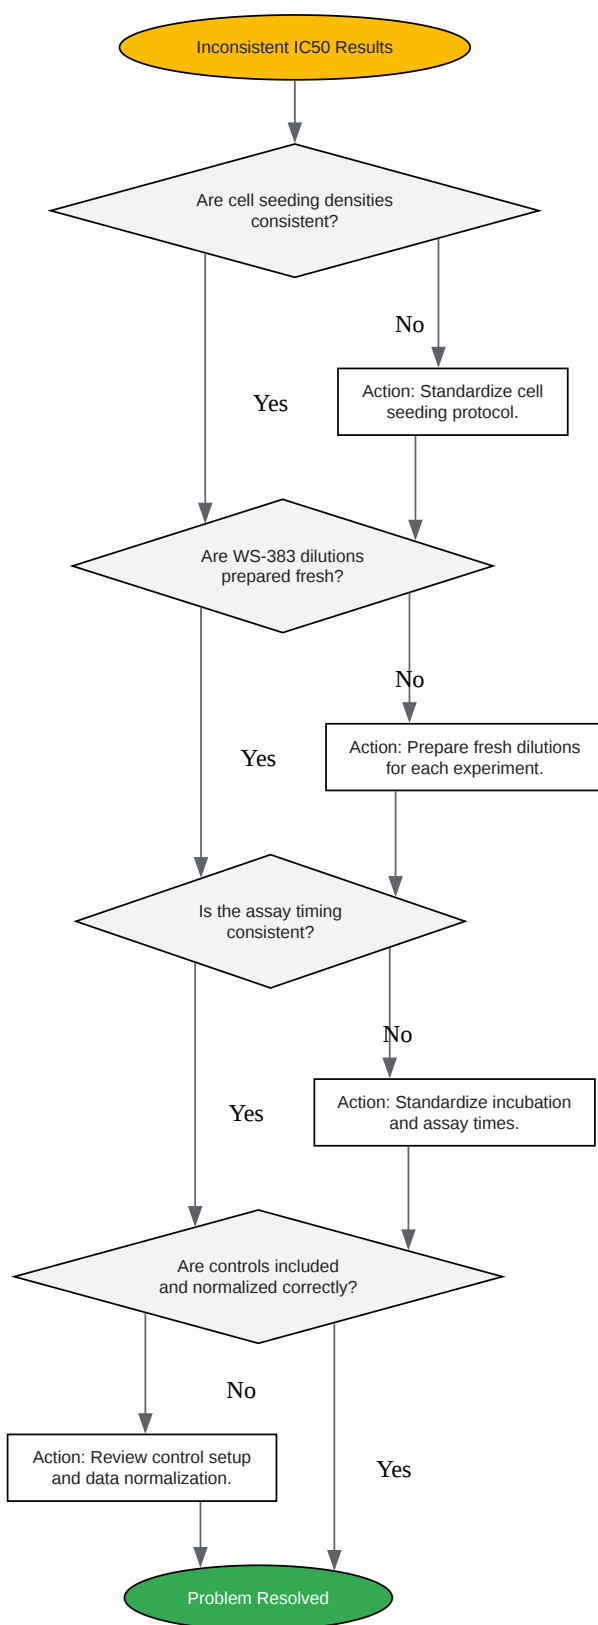 Inconsistent IC50 Results
Are cell seeding densities
consistent?
No
Action: Standardize cell
seeding protocol.
Yes
Are WS-383 dilutions
prepared fresh?
No
Action: Prepare fresh dilutions
for each experiment.
Yes
Is the assay timing
consistent?
No
Action: Standardize incubation
and assay times.
Yes
Are controls included
and normalized correctly?
No
Action: Review control setup
and data normalization.
Yes
Problem Resolved